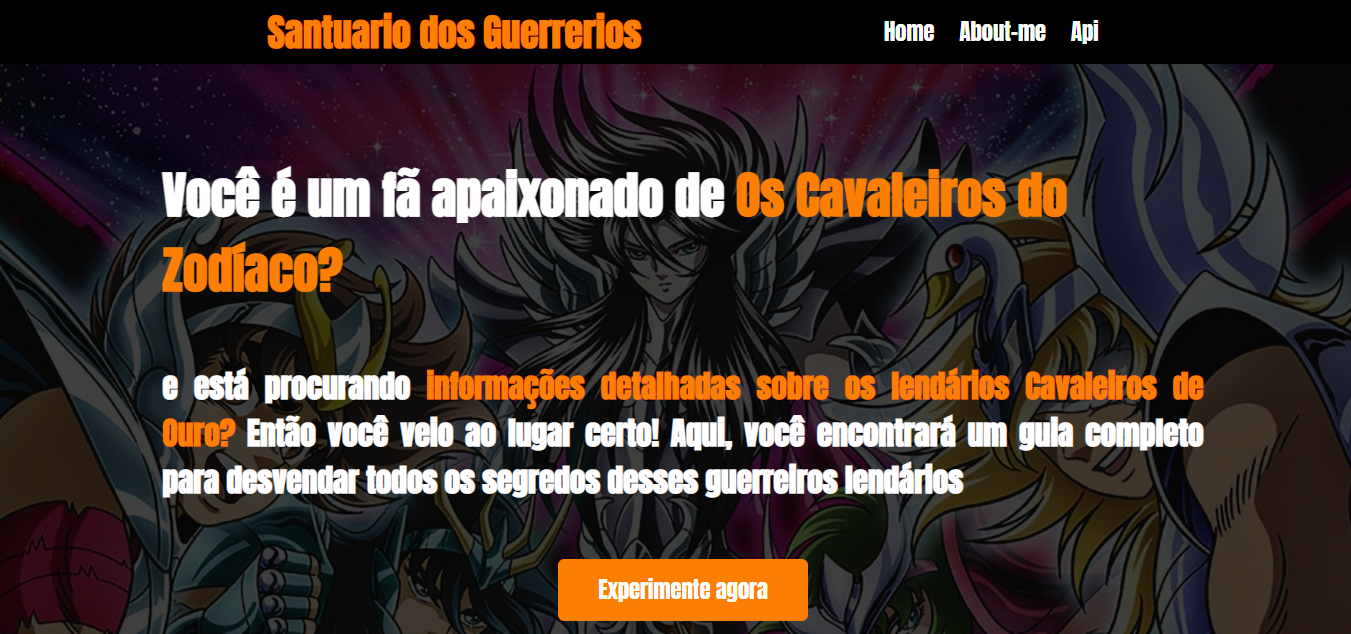 Santuario dos Guerrerios
Home About-me Api
Você é um fã apaixonado de Os Cavaleiros do
Zodíaco?
e está procurando informações detalhadas sobre os lendários Cavaleiros de
Ouro? Então você veio ao lugar certo! Aqui, você encontrará um guia completo
para desvendar todos os segredos desses guerreiros lendários
Experimente agora